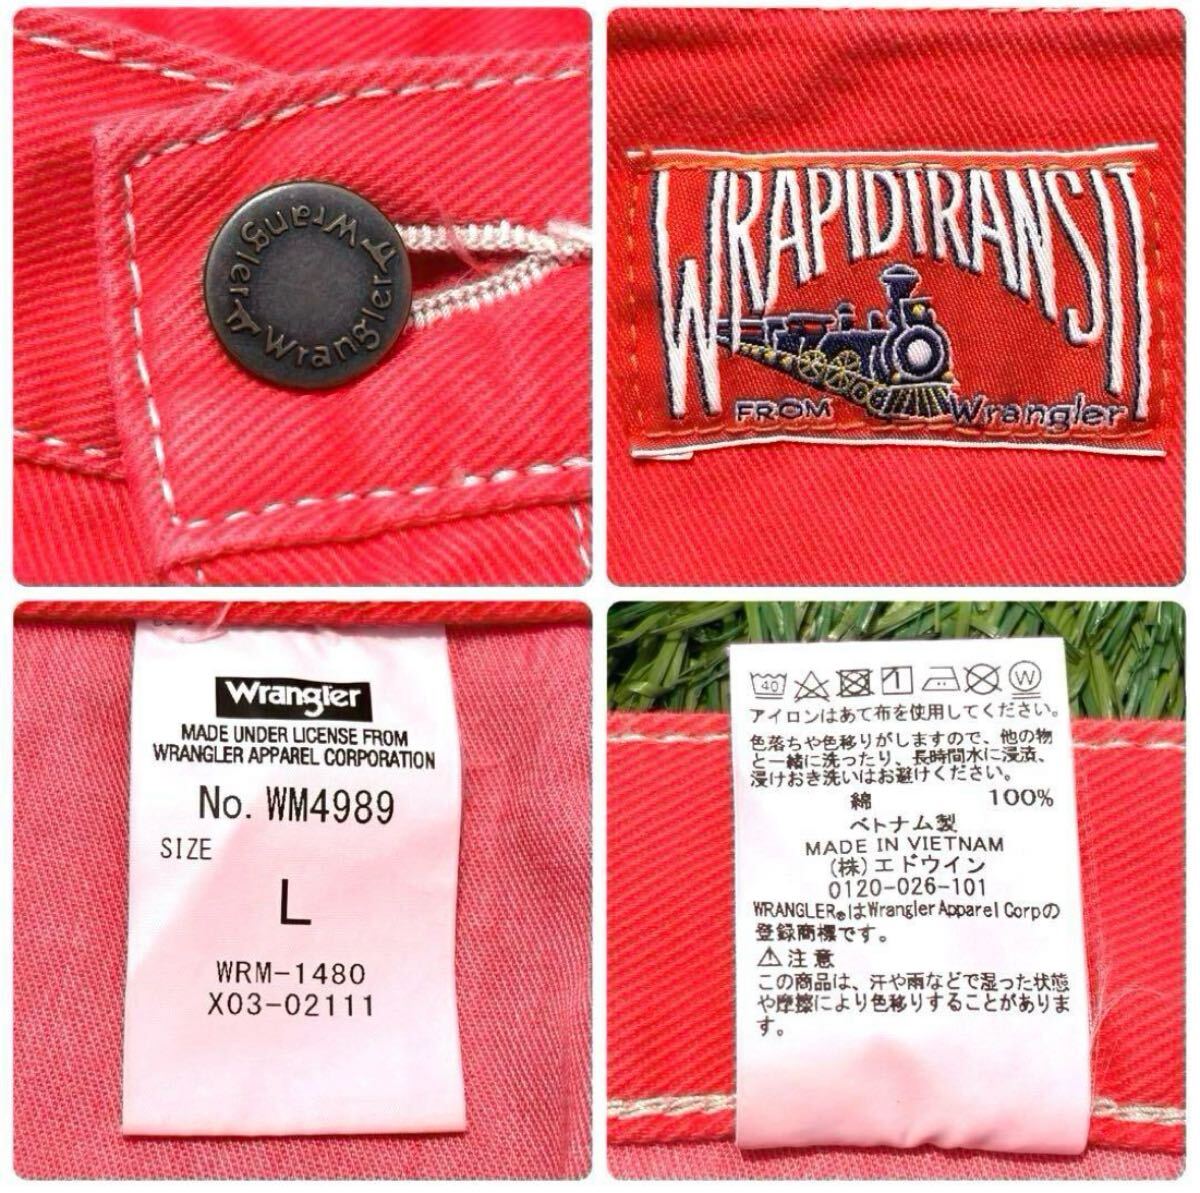 Wrangler Wrangler Wrangler
WRAPIDTRANSIT
FROM Wrangler
Wrangler
MADE UNDER LICENSE FROM
WRANGLER APPAREL CORPORATION
No. WM4989
SIZE
L
WRM-1480
X03-02111
40 W
アイロンはあて布を使用してください。
色落ちや色移りがしますので、他の物
と一緒に洗ったり、長時間水に浸漬、
浸けおき洗いはお避けください。
綿 100%
ベトナム製
MADE IN VIETNAM
(株)エドウイン
0120-026-101
WRANGLER®はWrangler Apparel Corpの
登録商標です。
⚠注意
この商品は、汗や雨などで湿った状態
や摩擦により色移りすることがありま
す。